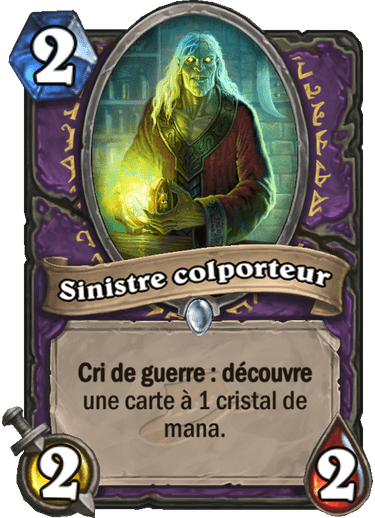 2
Sinistre colporteur
Cri de guerre : découvre
une carte à 1 cristal de
mana.
2
2